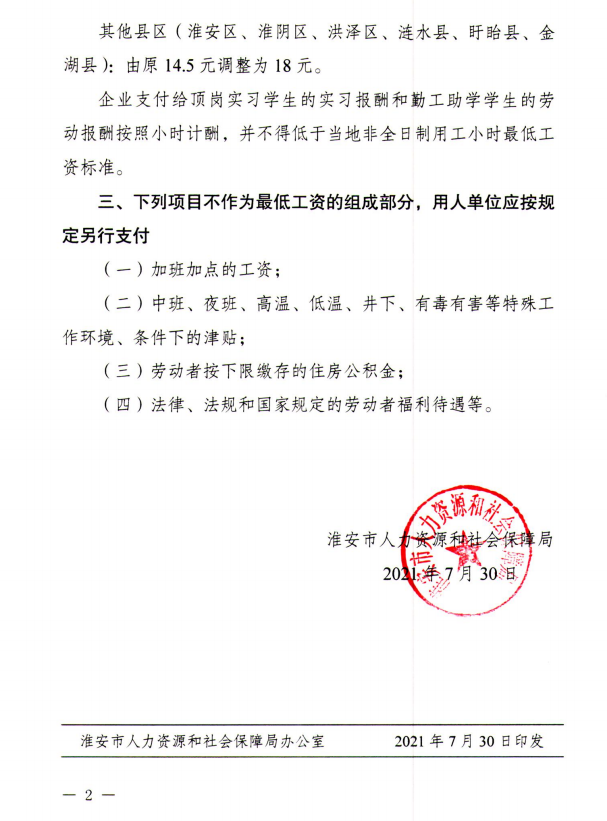 其他县区（淮安区、淮阴区、洪泽区、涟水县、盱眙县、金
湖县）：由原 14.5 元调整为 18 元。
企业支付给顶岗实习学生的实习报酬和勤工助学学生的劳
动报酬按照小时计酬，并不得低于当地非全日制用工小时最低工
资标准。
三、下列项目不作为最低工资的组成部分，用人单位应按规
定另行支付
（一）加班加点的工资；
（二）中班、夜班、高温、低温、井下、有毒有害等特殊工
作环境、条件下的津贴；
（三）劳动者按下限缴存的住房公积金；
（四）法律、法规和国家规定的劳动者福利待遇等。
淮安市人力资源和社会保障局
2021 年 7 月 30 日
淮安市人力资源和社会保障局办公室 2021 年 7 月 30 日印发
— 2 —